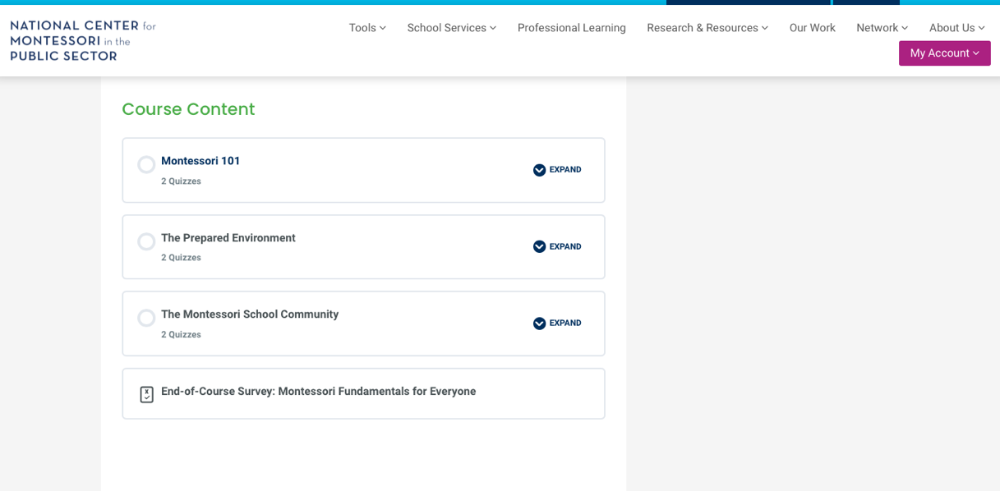 NATIONAL CENTER for
MONTESSORI in the
PUBLIC SECTOR
Tools
School Services
Professional Learning
Research & Resources
Our Work
Network
About Us
My Account
Course Content
Montessori 101
2 Quizzes
EXPAND
The Prepared Environment
2 Quizzes
EXPAND
The Montessori School Community
2 Quizzes
EXPAND
End-of-Course Survey: Montessori Fundamentals for Everyone